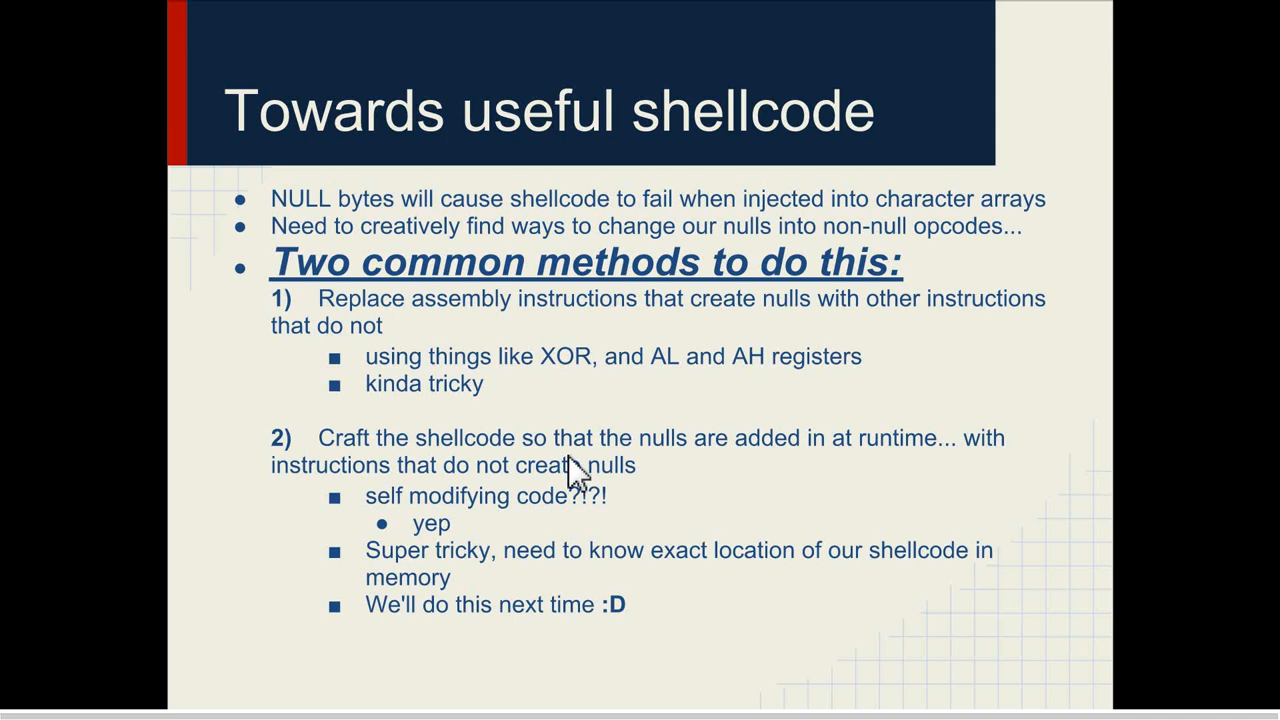 Towards useful shellcode
● NULL bytes will cause shellcode to fail when injected into character arrays
● Need to creatively find ways to change our nulls into non-null opcodes...
● Two common methods to do this:
1) Replace assembly instructions that create nulls with other instructions
that do not
■ using things like XOR, and AL and AH registers
■ kinda tricky
2) Craft the shellcode so that the nulls are added in at runtime... with
instructions that do not create nulls
■ self modifying code?!?!
● yep
■ Super tricky, need to know exact location of our shellcode in
memory
■ We'll do this next time :D